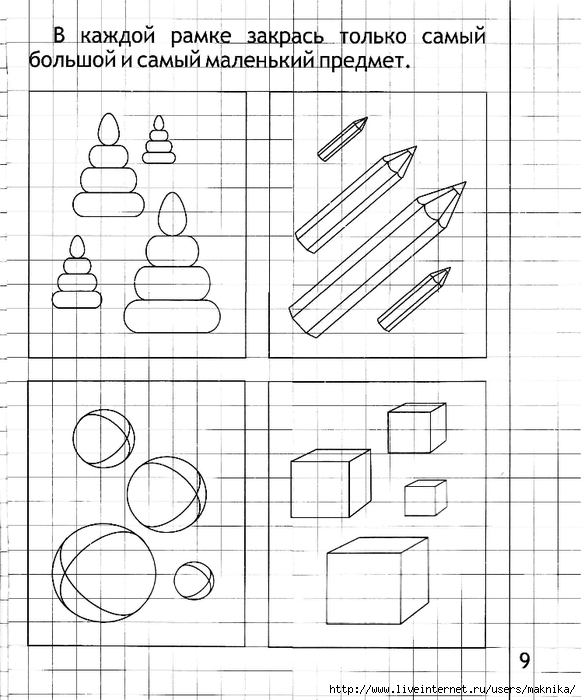 В каждой рамке закрась только самый
большой и самый маленький предмет.
9
http://www.liveinternet.ru/users/maknika/